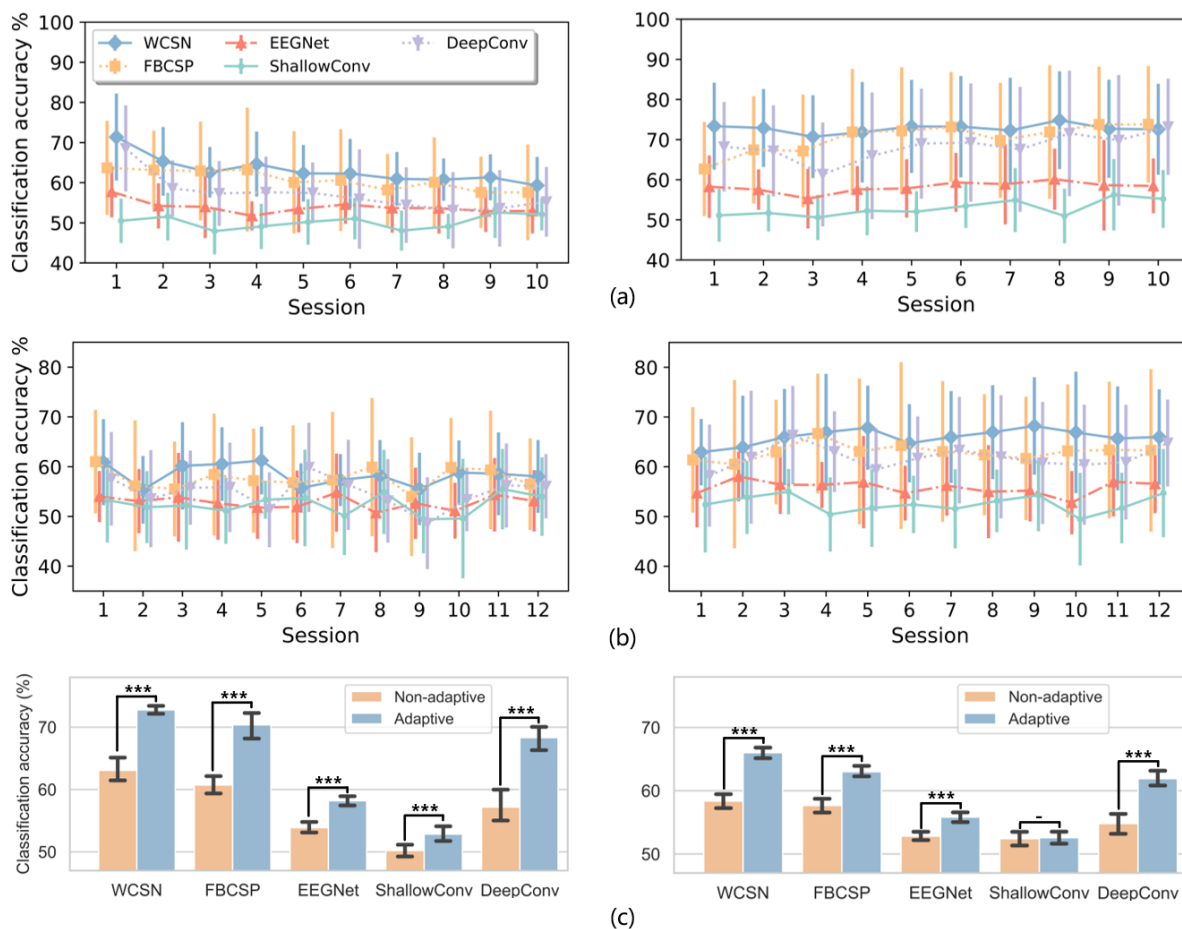 Classification accuracy %
100
90
80
70
60
50
40
WCSN
FBCSP
EEGNet
ShallowConv
DeepConv
1 2 3 4 5 6 7 8 9 10
Session
100
90
80
70
60
50
40
1 2 3 4 5 6 7 8 9 10
Session
(a)
Classification accuracy %
80
70
60
50
40
1 2 3 4 5 6 7 8 9 10 11 12
Session
80
70
60
50
40
1 2 3 4 5 6 7 8 9 10 11 12
Session
(b)
Classification accuracy (%)
70
60
50
Non-adaptive
Adaptive
*** *** *** *** ***
WCSN FBCSP EEGNet ShallowConv DeepConv
70
60
50
Non-adaptive
Adaptive
*** *** *** - ***
WCSN FBCSP EEGNet ShallowConv DeepConv
(c)